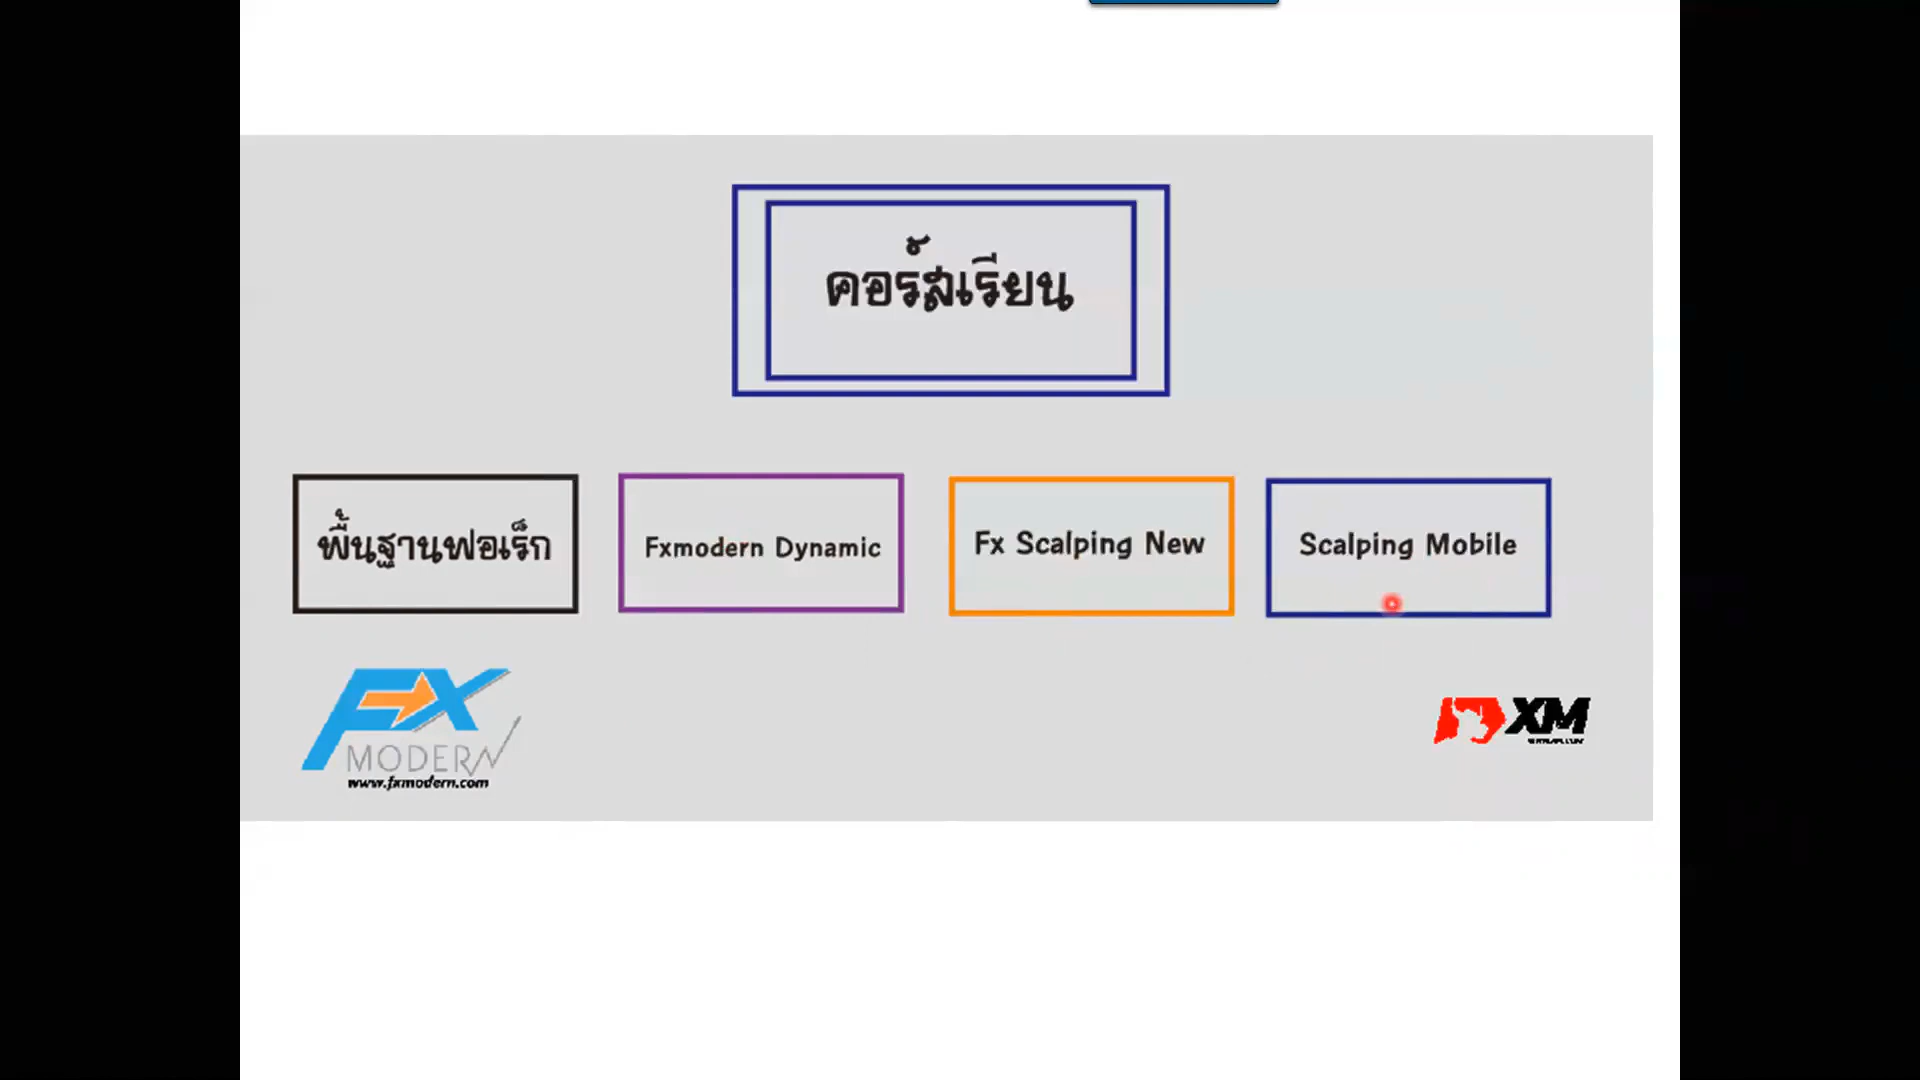 คอร์สเรียน
พื้นฐานฟอเร็ก
Fxmodern Dynamic
Fx Scalping New
Scalping Mobile
FX
MODERN
www.fxmodern.com
XM